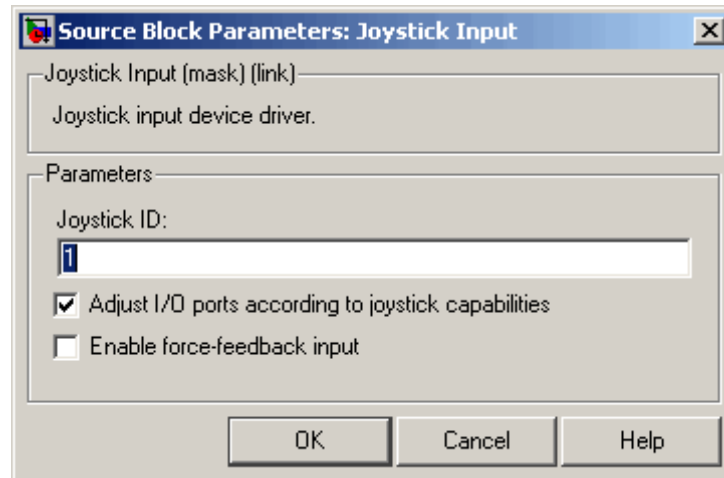 Source Block Parameters: Joystick Input
Joystick Input (mask) (link)
Joystick input device driver.
Parameters
Joystick ID:
1
Adjust I/O ports according to joystick capabilities
Enable force-feedback input
OK Cancel Help